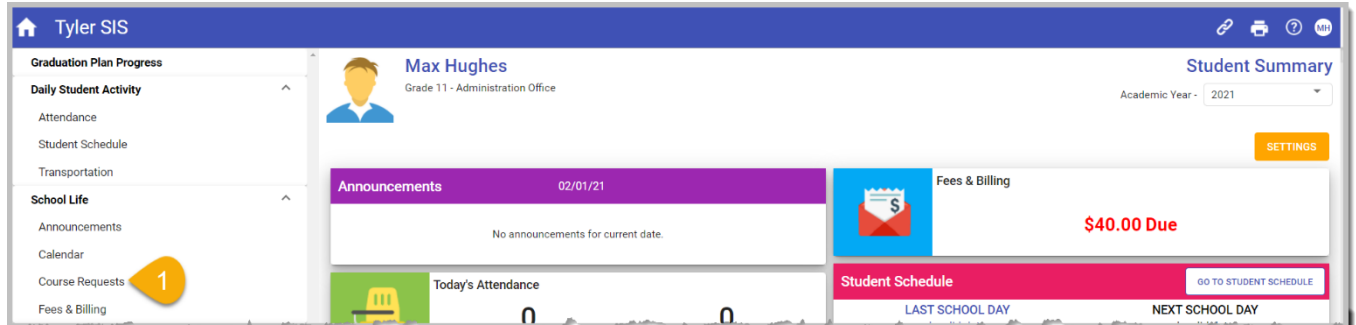 Tyler SIS
MH
Graduation Plan Progress
Daily Student Activity
Attendance
Student Schedule
Transportation
School Life
Announcements
Calendar
Course Requests
1
Fees & Billing
Max Hughes
Grade 11 - Administration Office
Student Summary
Academic Year - 2021
SETTINGS
Announcements 02/01/21
No announcements for current date.
Fees & Billing
$
$40.00 Due
Today's Attendance
0 0
Student Schedule
GO TO STUDENT SCHEDULE
LAST SCHOOL DAY NEXT SCHOOL DAY